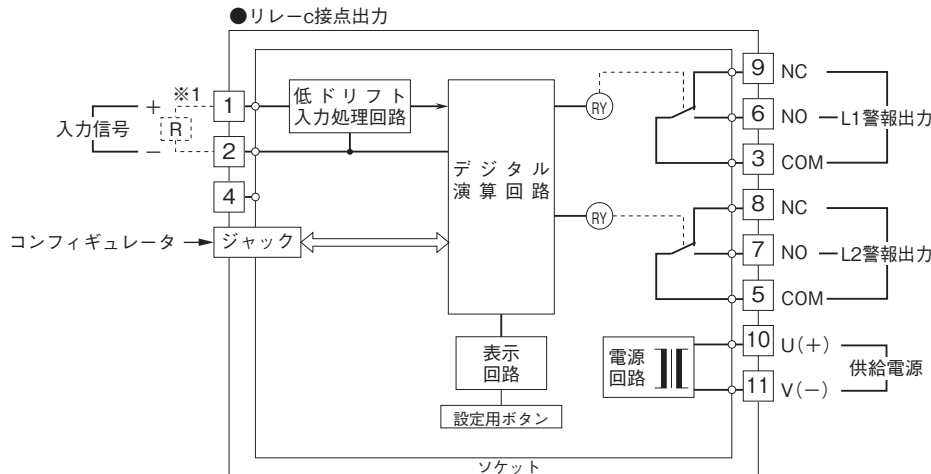 ●リレーc接点出力
※1
+
入力信号
R
−
1
2
4
低ドリフト
入力処理回路
コンフィギュレータ
ジャック
デジタル
演算回路
RY
RY
表示
回路
設定用ボタン
電源
回路
9 NC
6 NO L1警報出力
3 COM
8 NC
7 NO L2警報出力
5 COM
10 U(+)
供給電源
11 V(−)
ソケット